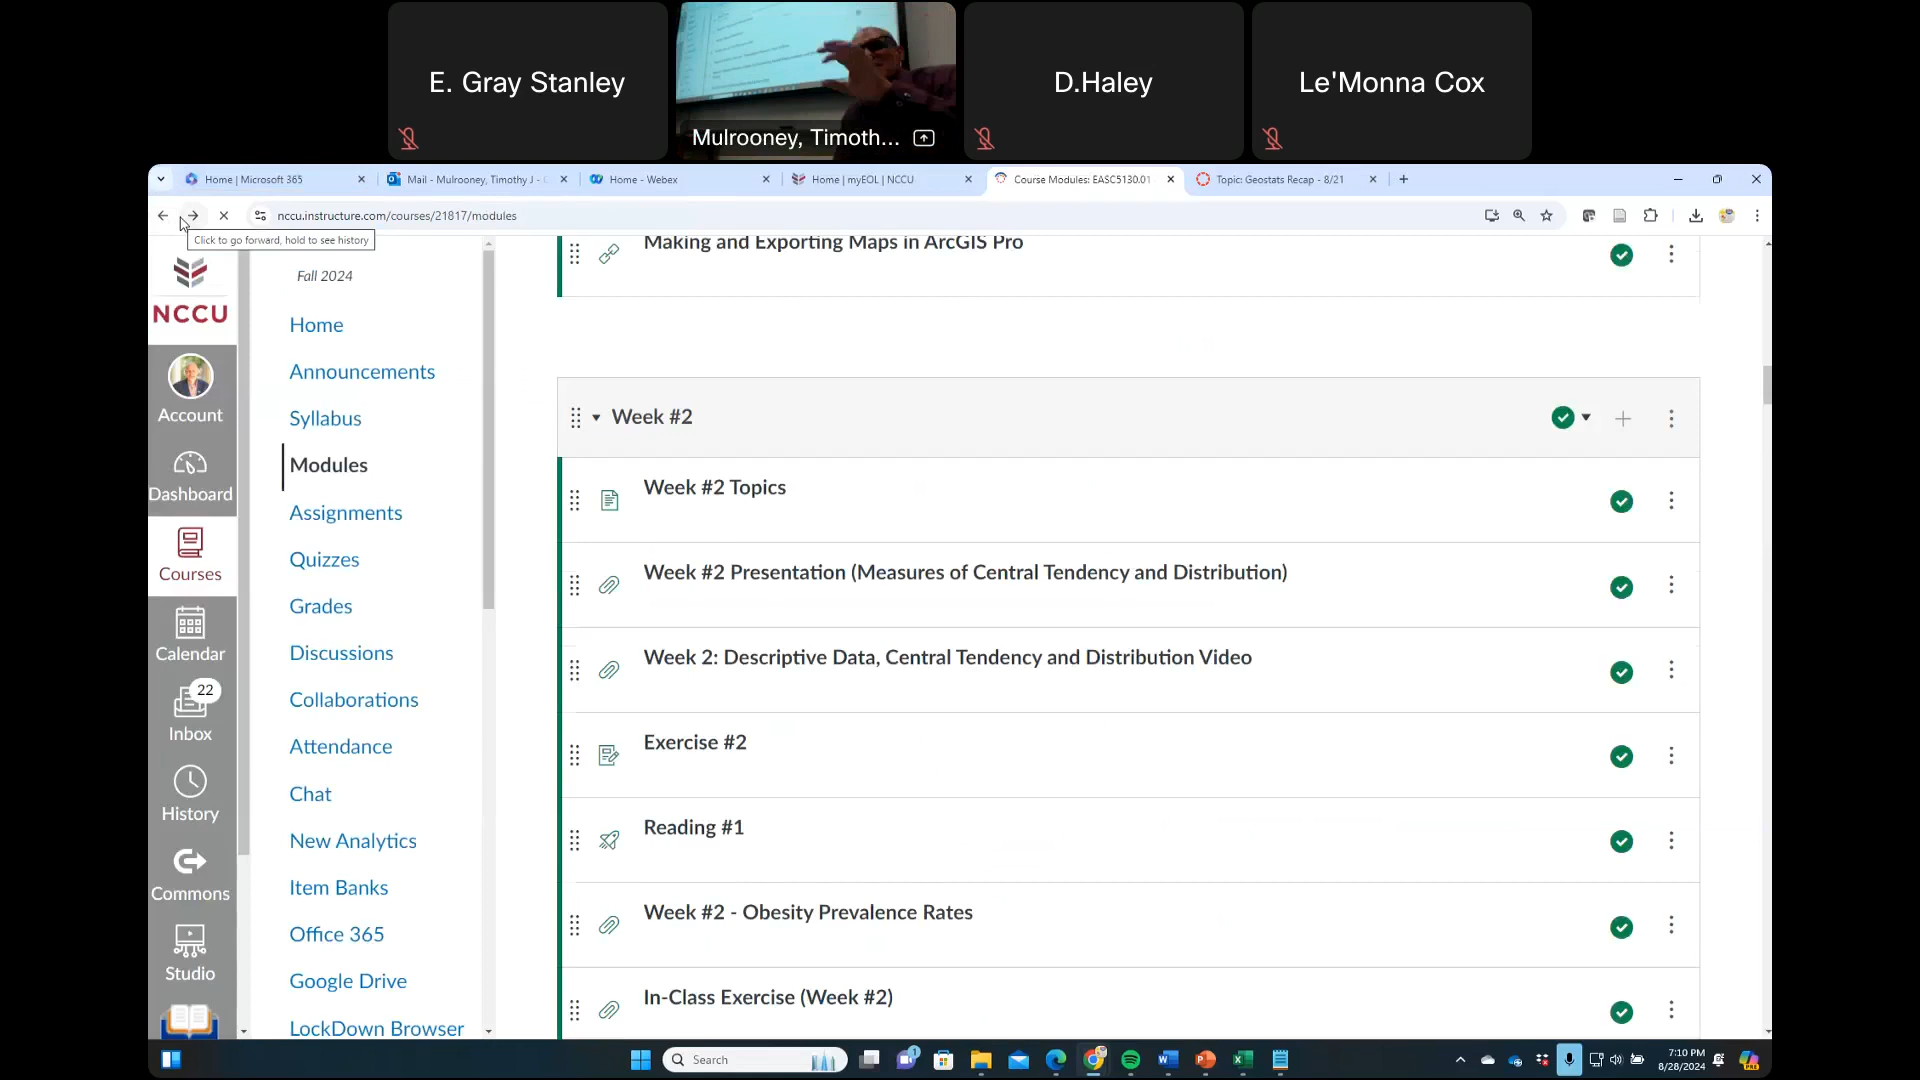 E. Gray Stanley
Mulrooney, Timoth...
D.Haley
Le'Monna Cox
Home | Microsoft 365
Mail - Mulrooney, Timothy J -
Home - Webex
Home | myEOL | NCCU
Course Modules: EASC5130.01
Topic: Geostats Recap - 8/21
nccu.instructure.com/courses/21817/modules
Click to go forward, hold to see history
NCCU
Account
Dashboard
Courses
Calendar
22
Inbox
History
Commons
Studio
Fall 2024
Home
Announcements
Syllabus
Modules
Assignments
Quizzes
Grades
Discussions
Collaborations
Attendance
Chat
New Analytics
Item Banks
Office 365
Google Drive
LockDown Browser
Making and Exporting Maps in ArcGIS Pro
Week #2
Week #2 Topics
Week #2 Presentation (Measures of Central Tendency and Distribution)
Week 2: Descriptive Data, Central Tendency and Distribution Video
Exercise #2
Reading #1
Week #2 - Obesity Prevalence Rates
In-Class Exercise (Week #2)
Search
7:10 PM
8/28/2024